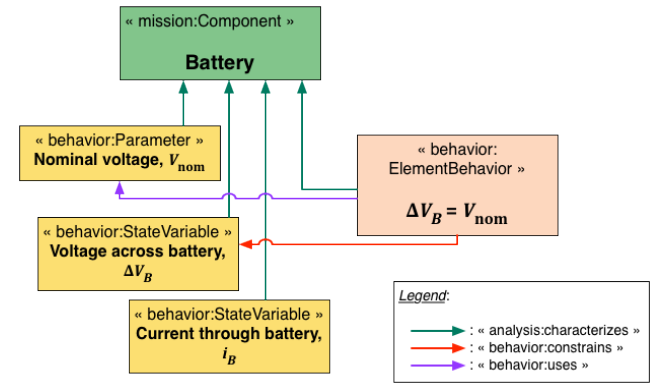 « mission:Component »
Battery
« behavior:Parameter »
Nominal voltage, Vnom
« behavior:
ElementBehavior »
ΔVB = Vnom
« behavior:StateVariable »
Voltage across battery,
ΔVB
« behavior:StateVariable »
Current through battery,
iB
Legend:
: « analysis:characterizes »
: « behavior:constrains »
: « behavior:uses »